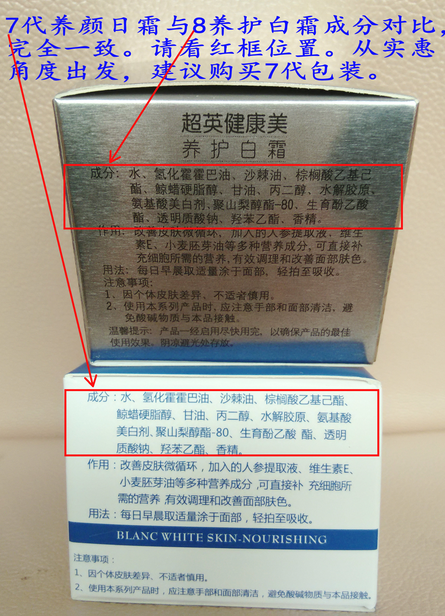 7代养颜日霜与8养护白霜成分对比,
完全一致。请看红框位置。从实惠
角度出发，建议购买7代包装。
超英健康美
养护白霜
成分：水、氢化霍霍巴油、沙棘油、棕榈酸乙基己
酯、鲸蜡硬脂醇、甘油、丙二醇、水解胶原、
氨基酸美白剂、聚山梨醇酯-80、生育酚乙酸
酯、透明质酸钠、羟苯乙酯、香精。
作用：改善皮肤微循环，加入的人参提取液、维生
素E、小麦胚芽油等多种营养成分,可直接补
充细胞所需的营养,有效调理和改善面部肤色。
用法：每日早晨取适量涂于面部，轻拍至吸收。
注意事项：
1、因个体皮肤差异、不适者慎用。
2、使用本系列产品时，应注意手部和面部清洁，避
免酸碱物质与本品接触。
温馨提示：产品一经启用尽快用完，以确保产品的最佳
使用效果，阴凉避光处存放。
成分：水、氢化霍霍巴油、沙棘油、棕榈酸乙基己酯、
鲸蜡硬脂醇、甘油、丙二醇、水解胶原、氨基酸
美白剂、聚山梨醇酯-80、生育酚乙酸 酯、透明
质酸钠、羟苯乙酯、香精。
作用：改善皮肤微循环，加入的人参提取液、维生素E、
小麦胚芽油等多种营养成分,可直接补 充细胞所
需的营养,有效调理和改善面部肤色。
用法：每日早晨取适量涂于面部，轻拍至吸收。
BLANC WHITE SKIN-NOURISHING
注意事项：
1、因个体皮肤差异、不适者慎用。
2、使用本系列产品时，应注意手部和面部清洁，避免酸碱物质与本品接触。